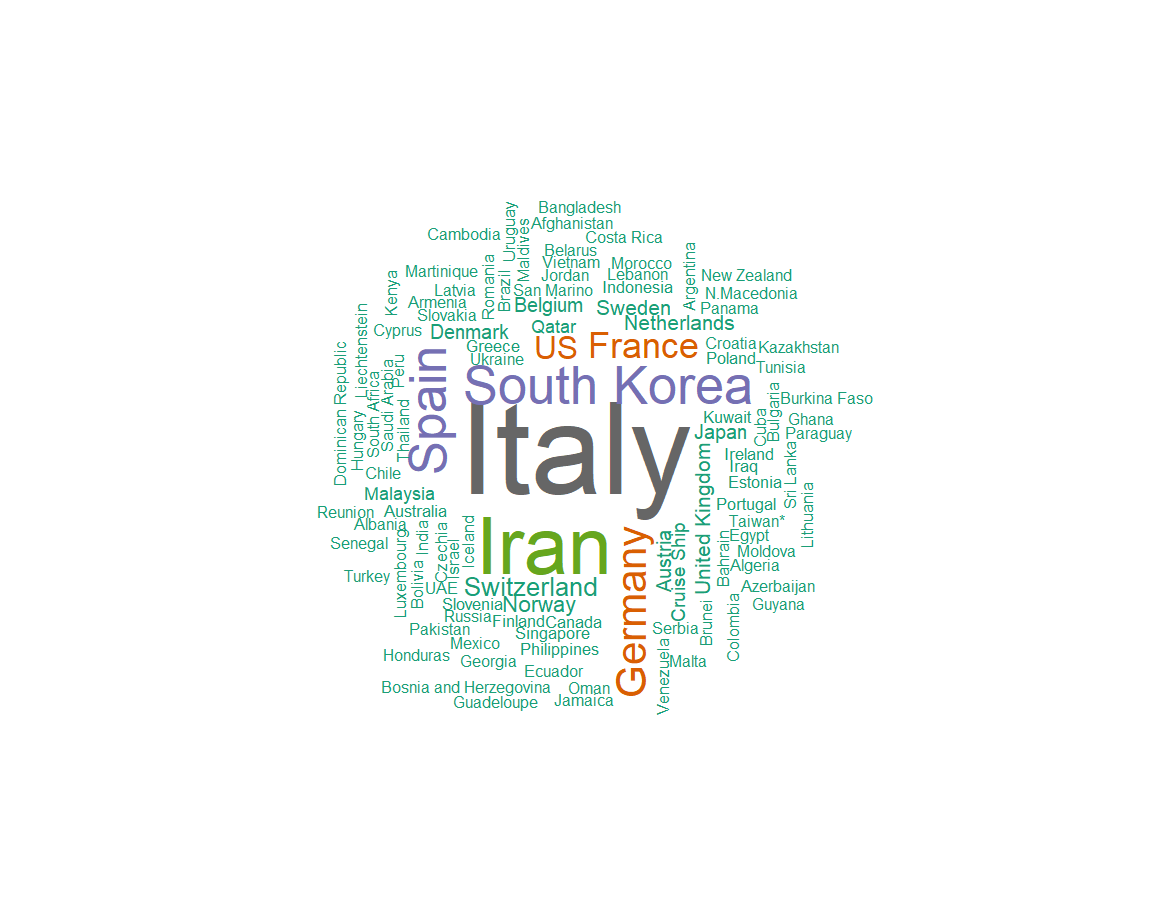 Bangladesh
Afghanistan
Uruguay
Maldives
Cambodia
Costa Rica
Belarus
Vietnam
Morocco
Argentina
Martinique
Romania
Brazil
Jordan
Lebanon
New Zealand
Kenya
Latvia
San Marino
Indonesia
N.Macedonia
Armenia
Belgium
Sweden
Panama
Slovakia
Liechtenstein
Cyprus
Denmark
Qatar
Netherlands
Greece
US
France
Croatia
Kazakhstan
Ukraine
Poland
Tunisia
Dominican Republic
Hungary
South Africa
Saudi Arabia
Peru
Thailand
Spain
South Korea
Burkina Faso
Bulgaria
Cuba
Kuwait
Ghana
Italy
Japan
Paraguay
Ireland
Iraq
Chile
Estonia
Sri Lanka
Malaysia
United Kingdom
Portugal
Lithuania
Reunion
Australia
Taiwan*
Albania
Iran
Egypt
Senegal
India
Czechia
Israel
Iceland
Germany
Austria
Cruise Ship
Bahrain
Moldova
Algeria
Turkey
Luxembourg
Bolivia
UAE
Switzerland
Azerbaijan
Slovenia
Norway
Guyana
Russia
Finland
Canada
Brunei
Colombia
Pakistan
Singapore
Serbia
Mexico
Philippines
Honduras
Georgia
Venezuela
Malta
Ecuador
Bosnia and Herzegovina
Oman
Guadeloupe
Jamaica